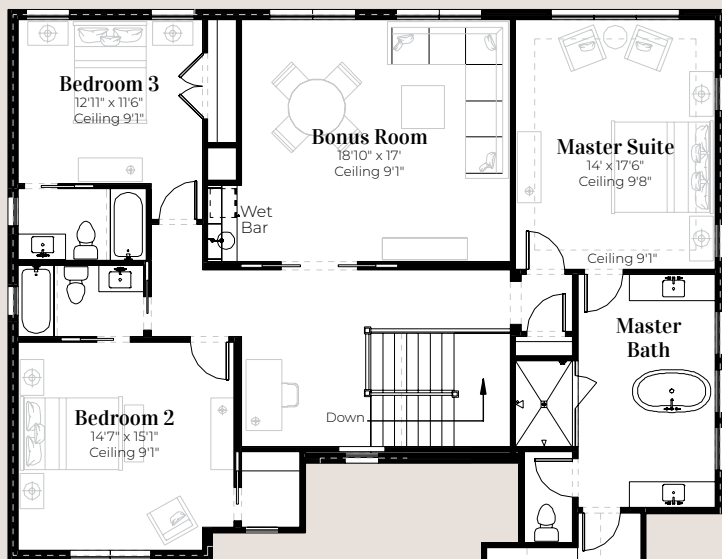 Bedroom 3
12'11" x 11'6"
Ceiling 9'1"
Bonus Room
18'10" x 17'
Ceiling 9'1"
Master Suite
14' x 17'6"
Ceiling 9'8"
Wet
Bar
Ceiling 9'1"
Master
Bath
Bedroom 2
14'7" x 15'1"
Ceiling 9'1"
Down